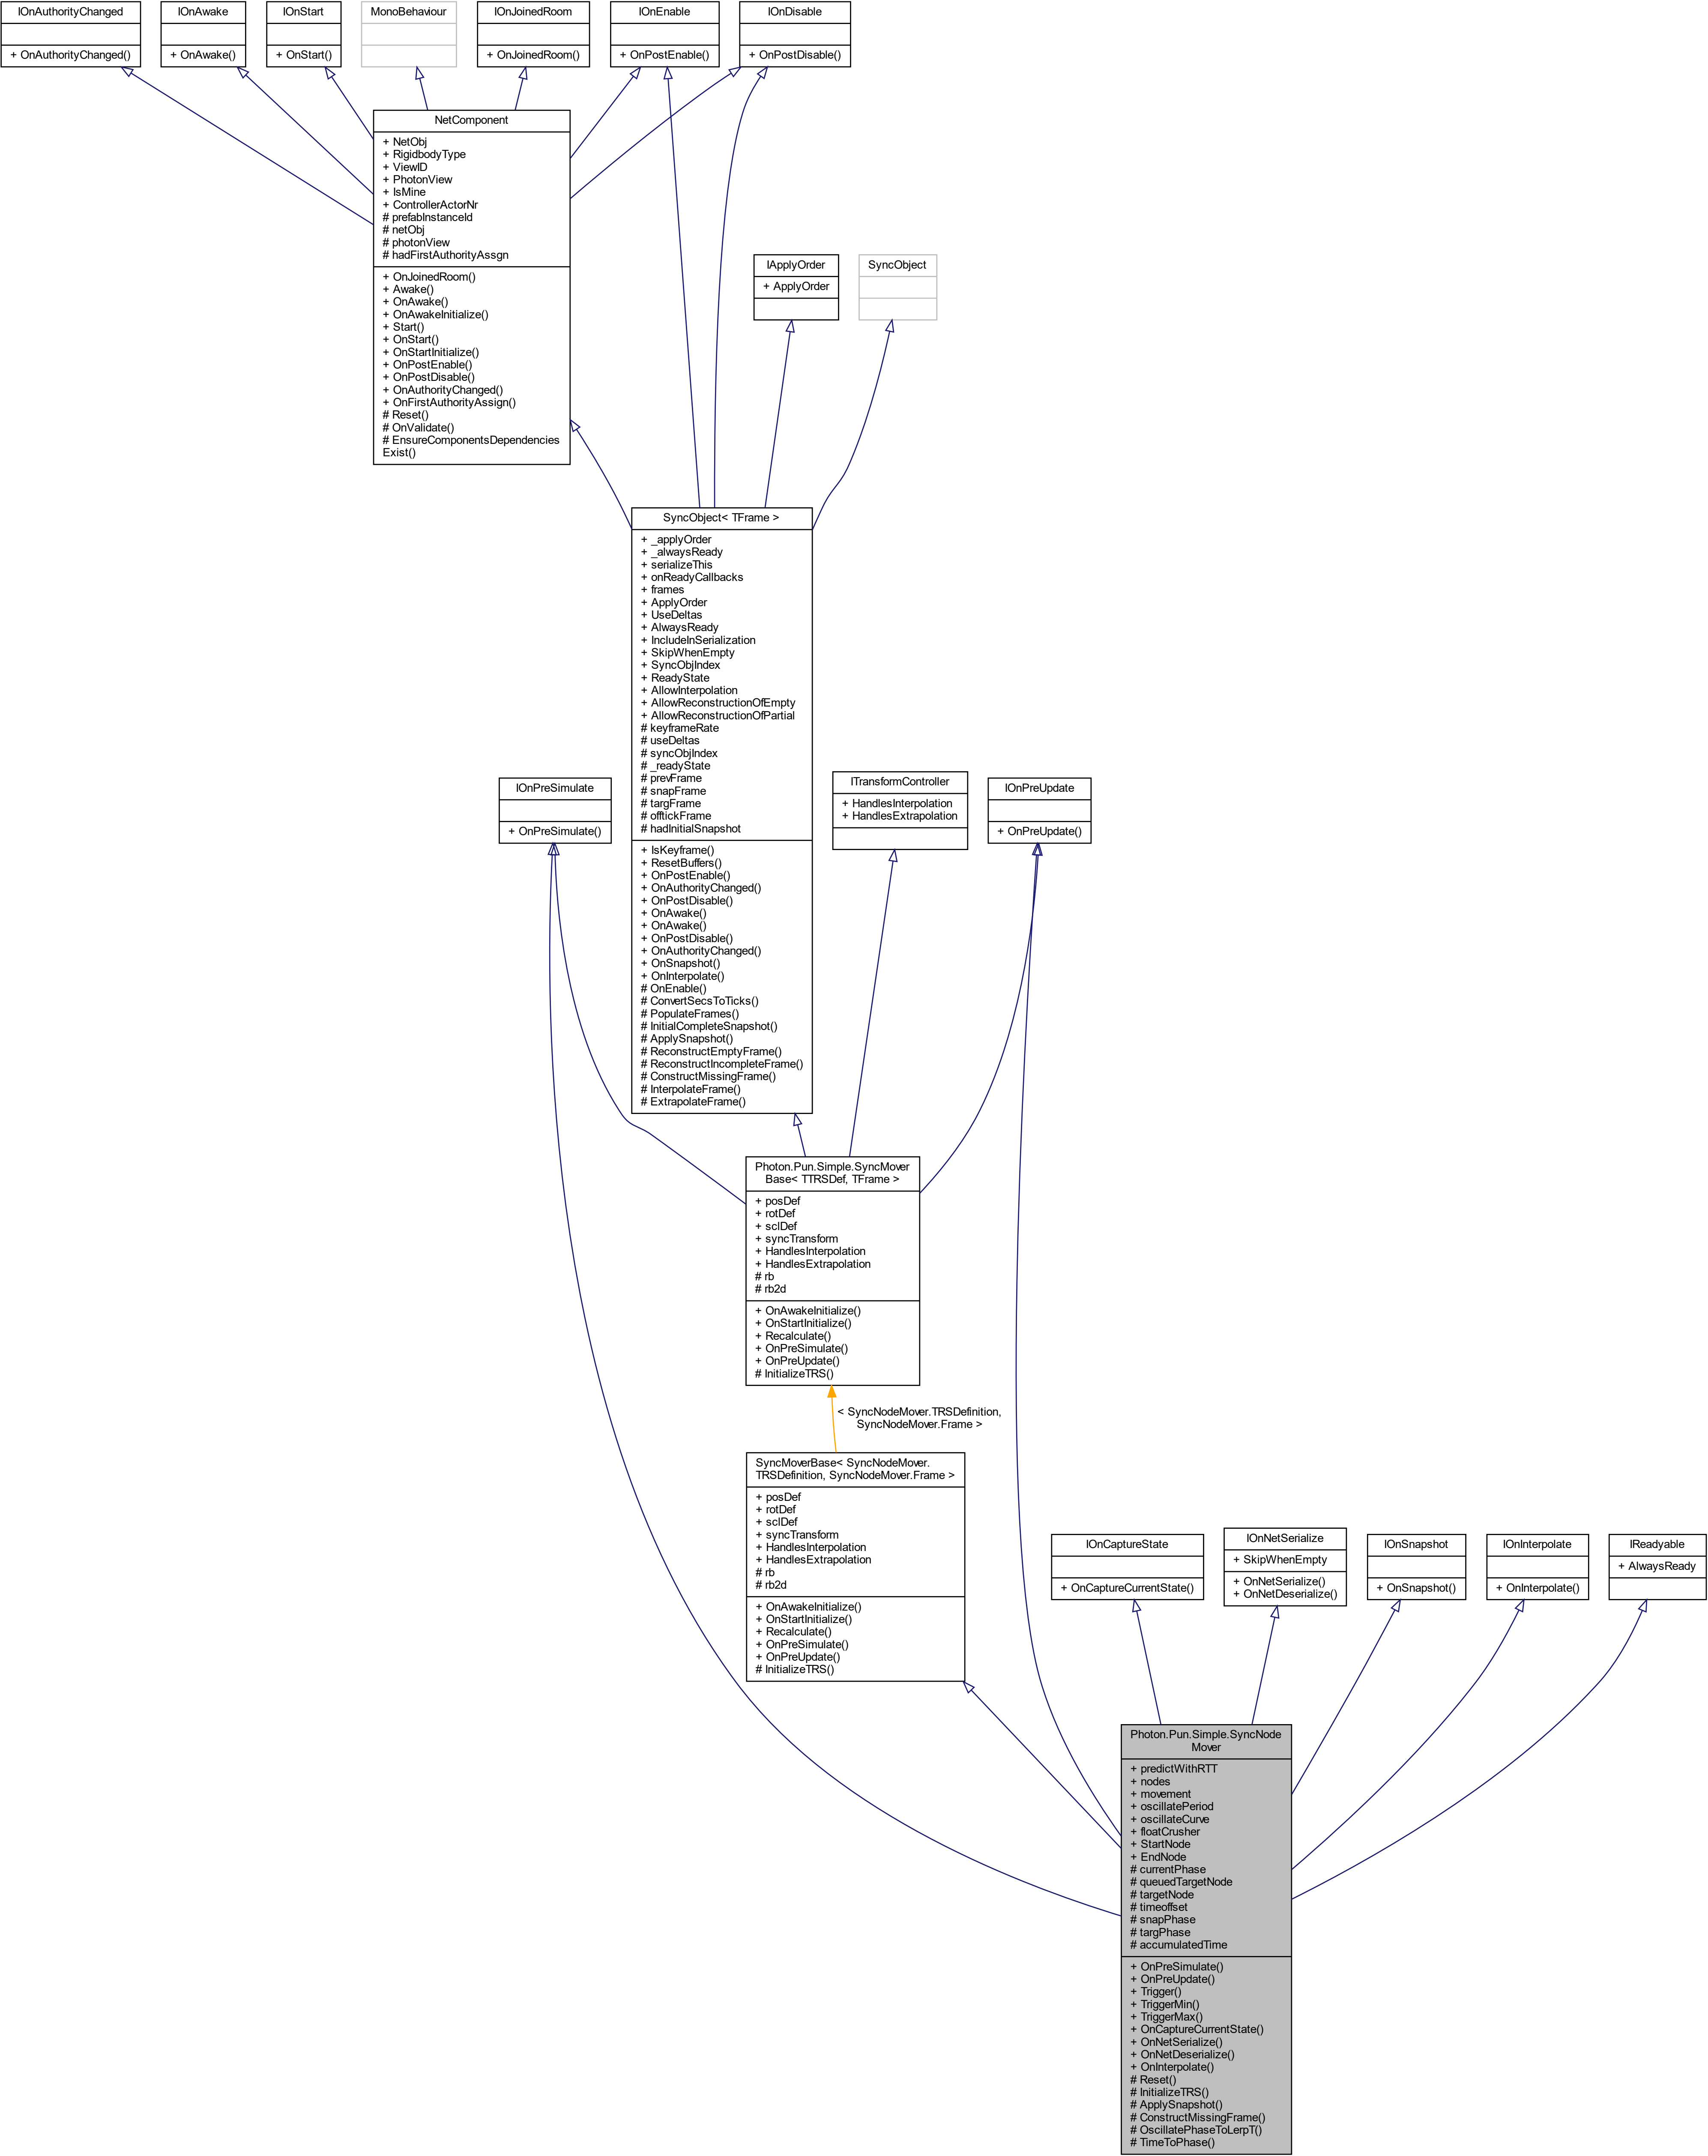 IOnAuthorityChanged
+ OnAuthorityChanged()
IOnAwake
+ OnAwake()
IOnStart
+ OnStart()
MonoBehaviour
IOnJoinedRoom
+ OnJoinedRoom()
IOnEnable
+ OnPostEnable()
IOnDisable
+ OnPostDisable()
NetComponent
+ NetObj
+ RigidbodyType
+ ViewID
+ PhotonView
+ IsMine
+ ControllerActorNr
# prefabInstanceId
# netObj
# photonView
# hadFirstAuthorityAssgn
+ OnJoinedRoom()
+ Awake()
+ OnAwake()
+ OnAwakeInitialize()
+ Start()
+ OnStart()
+ OnStartInitialize()
+ OnPostEnable()
+ OnPostDisable()
+ OnAuthorityChanged()
+ OnFirstAuthorityAssign()
# Reset()
# OnValidate()
# EnsureComponentsDependencies
Exist()
IApplyOrder
+ ApplyOrder
SyncObject
SyncObject< TFrame >
+ _applyOrder
+ _alwaysReady
+ serializeThis
+ onReadyCallbacks
+ frames
+ ApplyOrder
+ UseDeltas
+ AlwaysReady
+ IncludeInSerialization
+ SkipWhenEmpty
+ SyncObjIndex
+ ReadyState
+ AllowInterpolation
+ AllowReconstructionOfEmpty
+ AllowReconstructionOfPartial
# keyframeRate
# useDeltas
# syncObjIndex
# _readyState
# prevFrame
# snapFrame
# targFrame
# offtickFrame
# hadInitialSnapshot
+ IsKeyframe()
+ ResetBuffers()
+ OnPostEnable()
+ OnAuthorityChanged()
+ OnPostDisable()
+ OnAwake()
+ OnAwake()
+ OnPostDisable()
+ OnAuthorityChanged()
+ OnSnapshot()
+ OnInterpolate()
# OnEnable()
# ConvertSecsToTicks()
# PopulateFrames()
# InitialCompleteSnapshot()
# ApplySnapshot()
# ReconstructEmptyFrame()
# ReconstructIncompleteFrame()
# ConstructMissingFrame()
# InterpolateFrame()
# ExtrapolateFrame()
IOnPreSimulate
+ OnPreSimulate()
ITransformController
+ HandlesInterpolation
+ HandlesExtrapolation
IOnPreUpdate
+ OnPreUpdate()
Photon.Pun.Simple.SyncMover
Base< TTRSDef, TFrame >
+ posDef
+ rotDef
+ sclDef
+ syncTransform
+ HandlesInterpolation
+ HandlesExtrapolation
# rb
# rb2d
+ OnAwakeInitialize()
+ OnStartInitialize()
+ Recalculate()
+ OnPreSimulate()
+ OnPreUpdate()
# InitializeTRS()
< SyncNodeMover.TRSDefinition,
SyncNodeMover.Frame >
SyncMoverBase< SyncNodeMover.
TRSDefinition, SyncNodeMover.Frame >
+ posDef
+ rotDef
+ sclDef
+ syncTransform
+ HandlesInterpolation
+ HandlesExtrapolation
# rb
# rb2d
+ OnAwakeInitialize()
+ OnStartInitialize()
+ Recalculate()
+ OnPreSimulate()
+ OnPreUpdate()
# InitializeTRS()
IOnCaptureState
+ OnCaptureCurrentState()
IOnNetSerialize
+ SkipWhenEmpty
+ OnNetSerialize()
+ OnNetDeserialize()
IOnSnapshot
+ OnSnapshot()
IOnInterpolate
+ OnInterpolate()
IReadyable
+ AlwaysReady
Photon.Pun.Simple.SyncNode
Mover
+ predictWithRTT
+ nodes
+ movement
+ oscillatePeriod
+ oscillateCurve
+ floatCrusher
+ StartNode
+ EndNode
# currentPhase
# queuedTargetNode
# targetNode
# timeoffset
# snapPhase
# targPhase
# accumulatedTime
+ OnPreSimulate()
+ OnPreUpdate()
+ Trigger()
+ TriggerMin()
+ TriggerMax()
+ OnCaptureCurrentState()
+ OnNetSerialize()
+ OnNetDeserialize()
+ OnInterpolate()
# Reset()
# InitializeTRS()
# ApplySnapshot()
# ConstructMissingFrame()
# OscillatePhaseToLerpT()
# TimeToPhase()